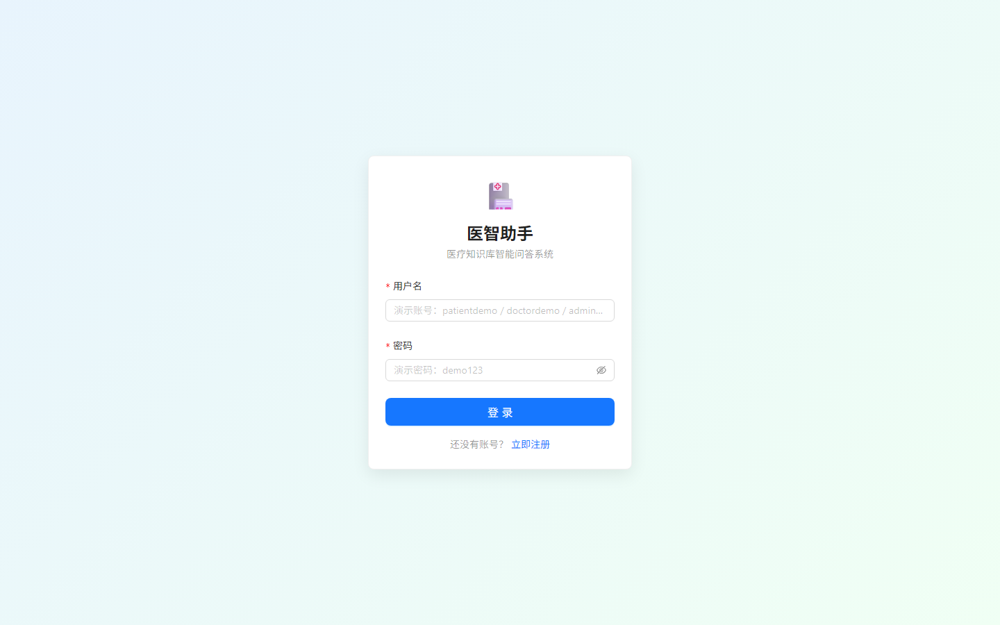 医智助手
医疗知识库智能问答系统
* 用户名
演示账号：patientdemo / doctordemo / admin...
* 密码
演示密码：demo123
登 录
还没有账号？ 立即注册